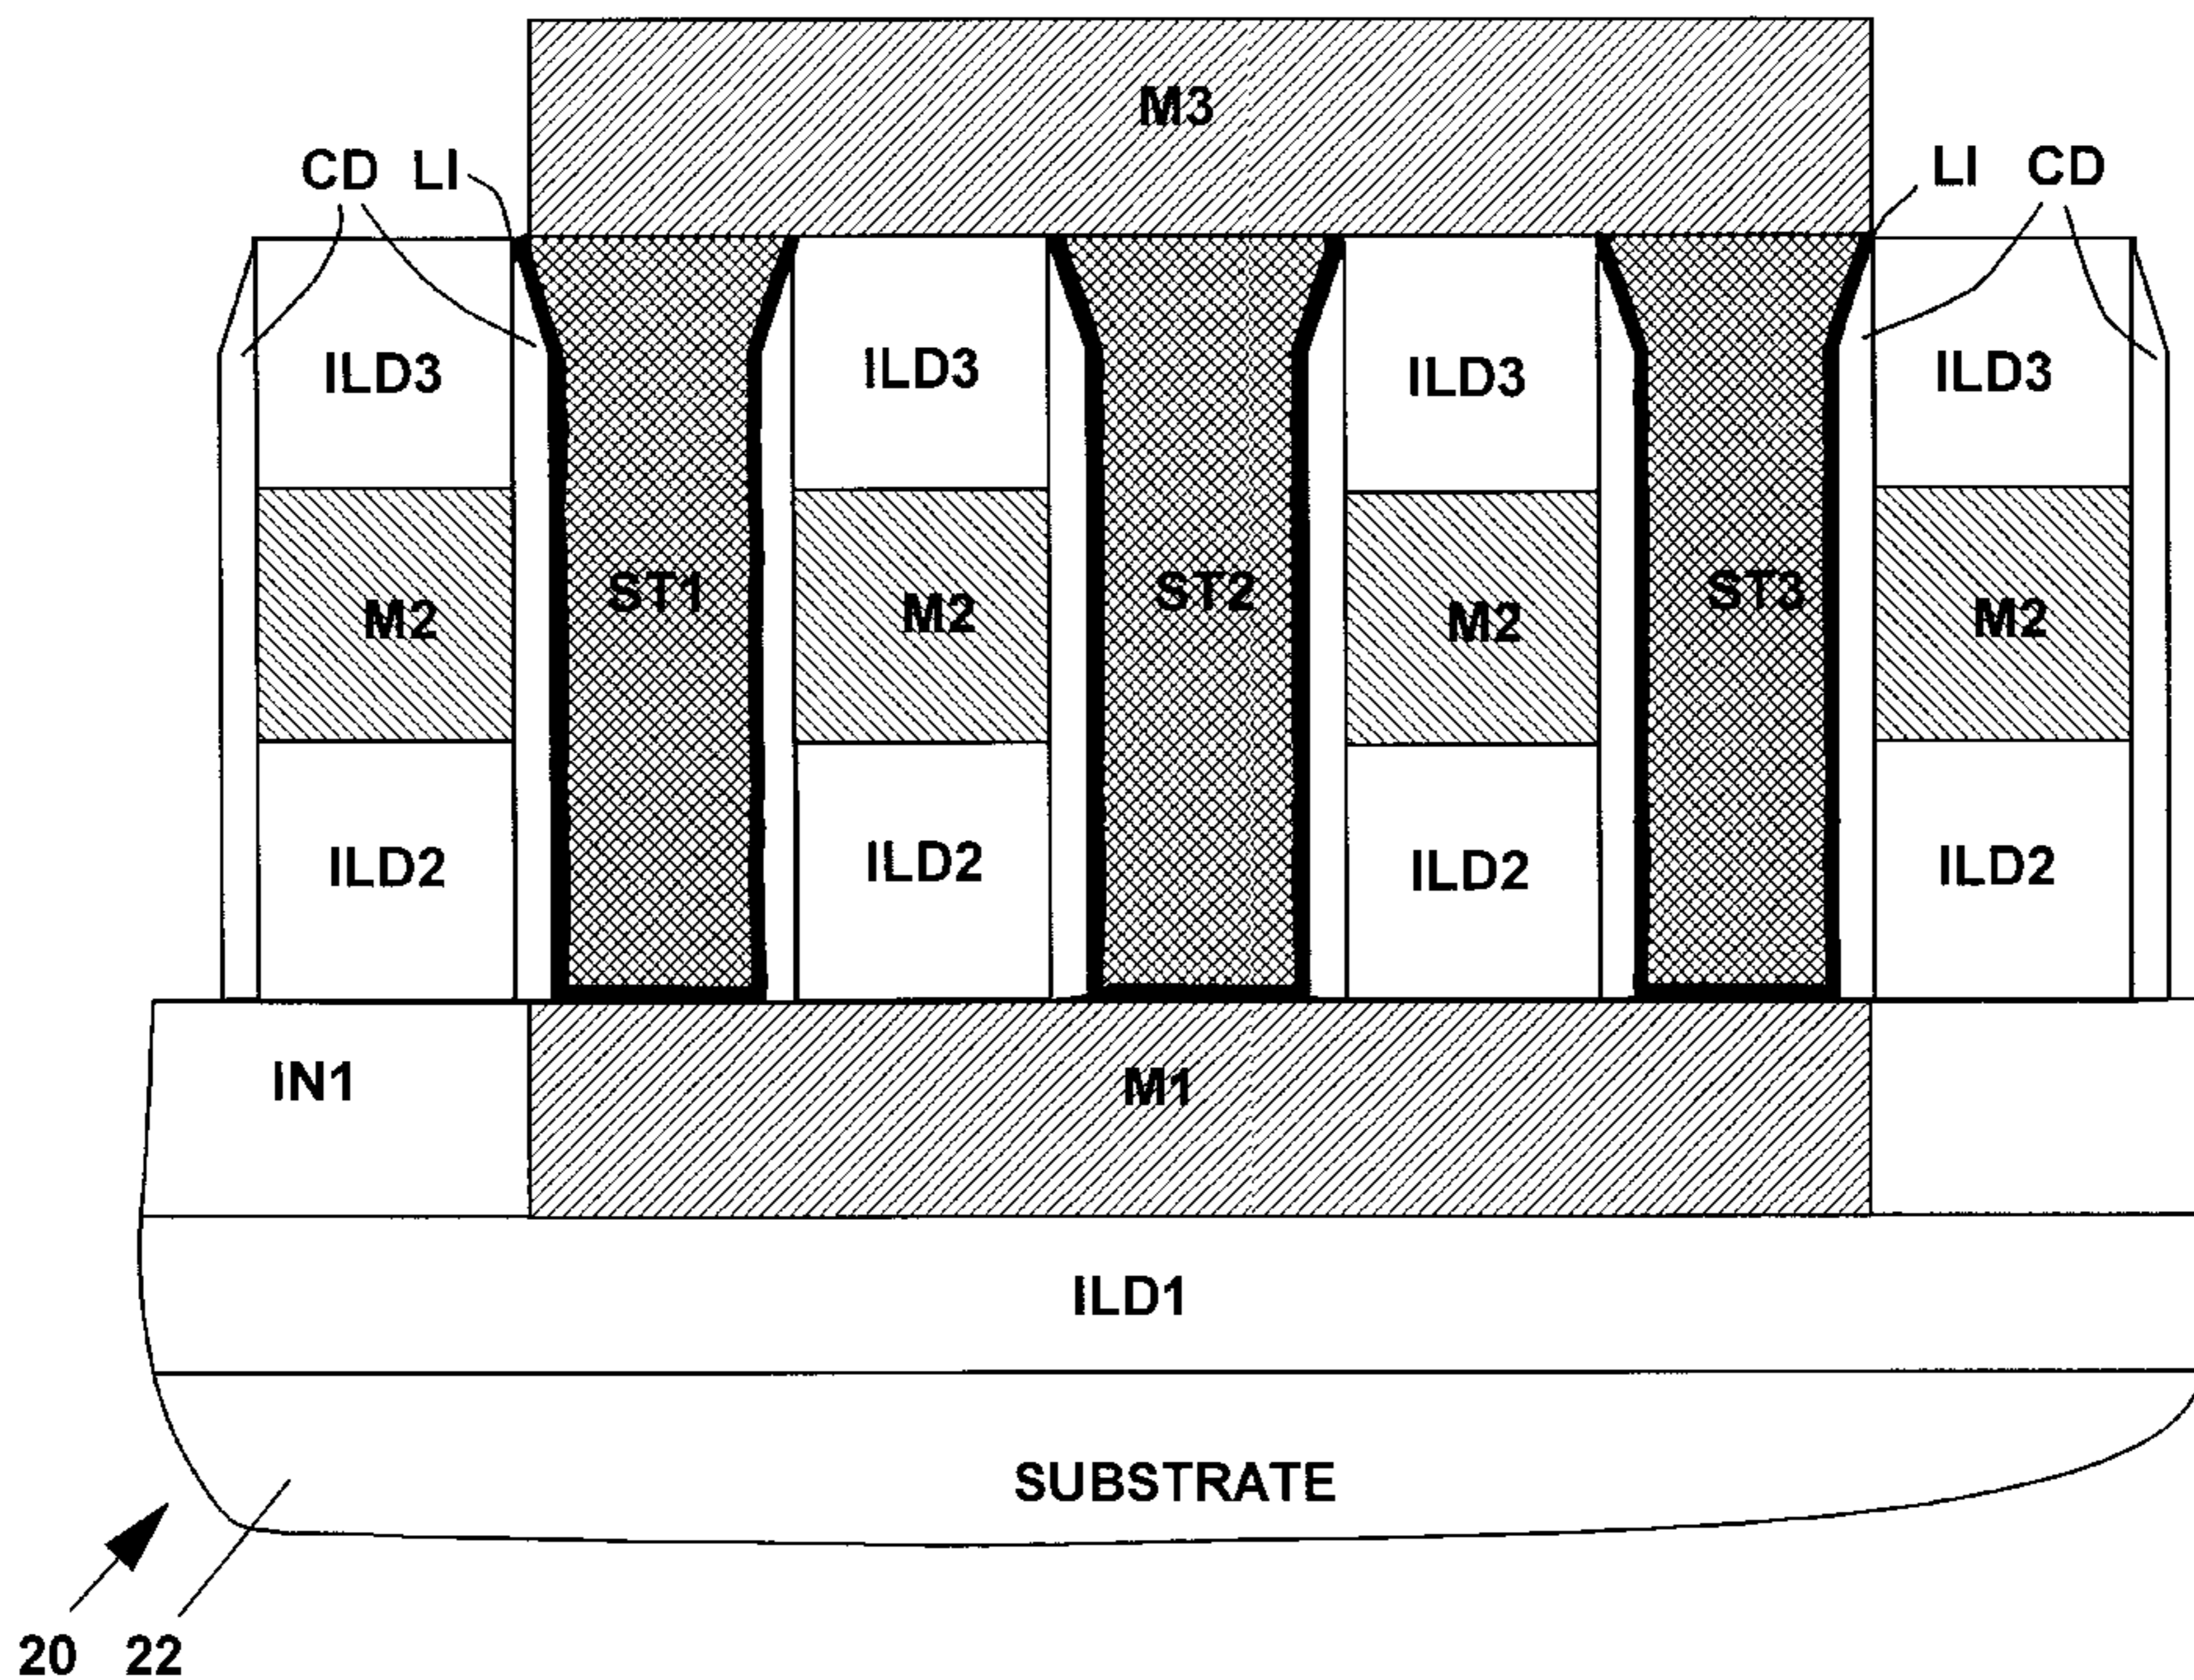 M3
CD LI
LI CD
ILD3 ILD3 ILD3 ILD3
ST1 ST2 ST3
M2 M2 M2 M2
ILD2 ILD2 ILD2 ILD2
IN1 M1
ILD1
SUBSTRATE
20 22